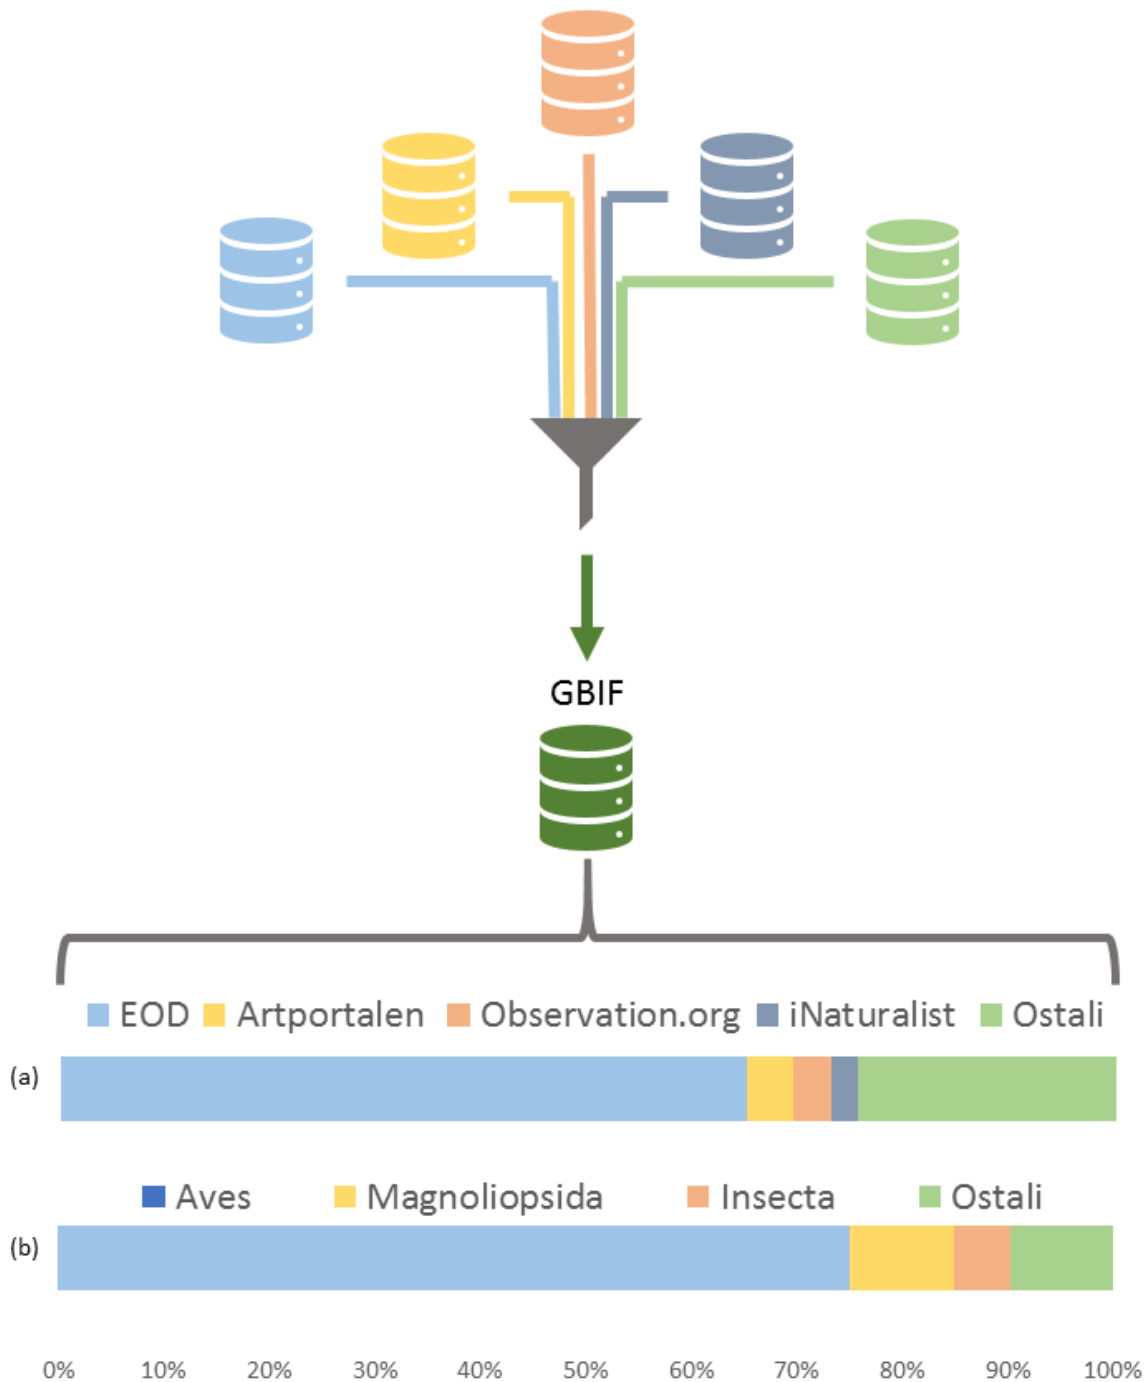 GBIF
EOD Artportalen Observation.org iNaturalist Ostali
(a)
Aves Magnoliopsida Insecta Ostali
(b)
0% 10% 20% 30% 40% 50% 60% 70% 80% 90% 100%